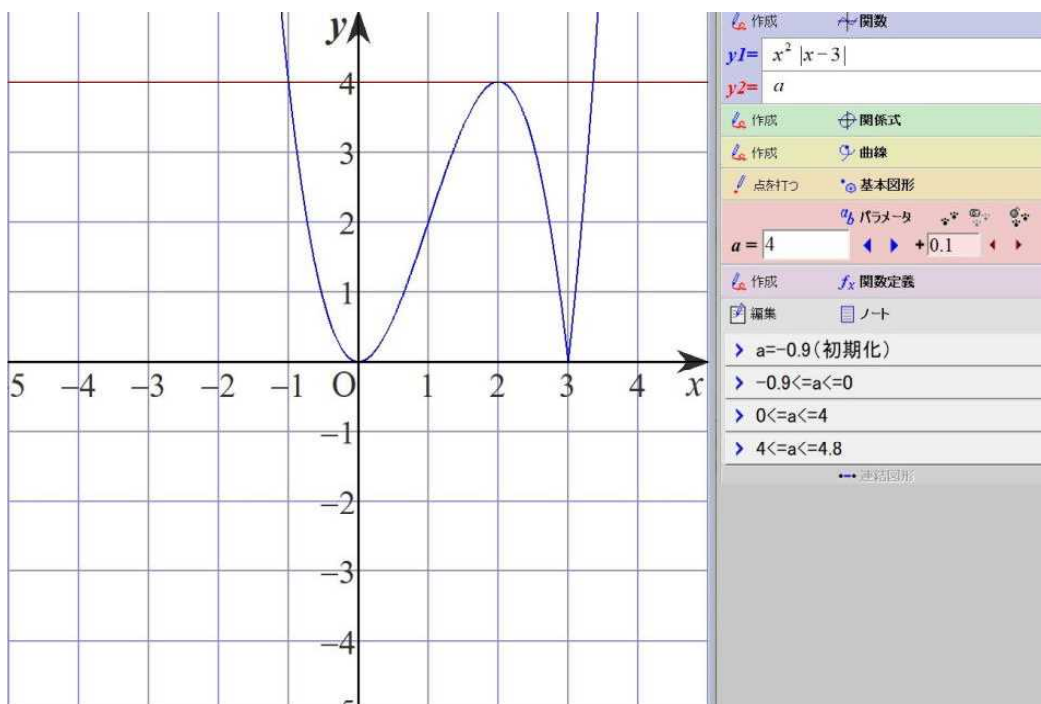 y
4
3
2
1
5 −4 −3 −2 −1 O 1 2 3 4 x
−1
−2
−3
−4
作成 関数
y1= x² |x−3|
y2= a
作成 関係式
作成 曲線
点を打つ 基本図形
ab パラメータ
a = 4 +0.1
作成 fx 関数定義
編集 ノート
> a=−0.9(初期化)
> −0.9<=a<=0
> 0<=a<=4
> 4<=a<=4.8
連結図形